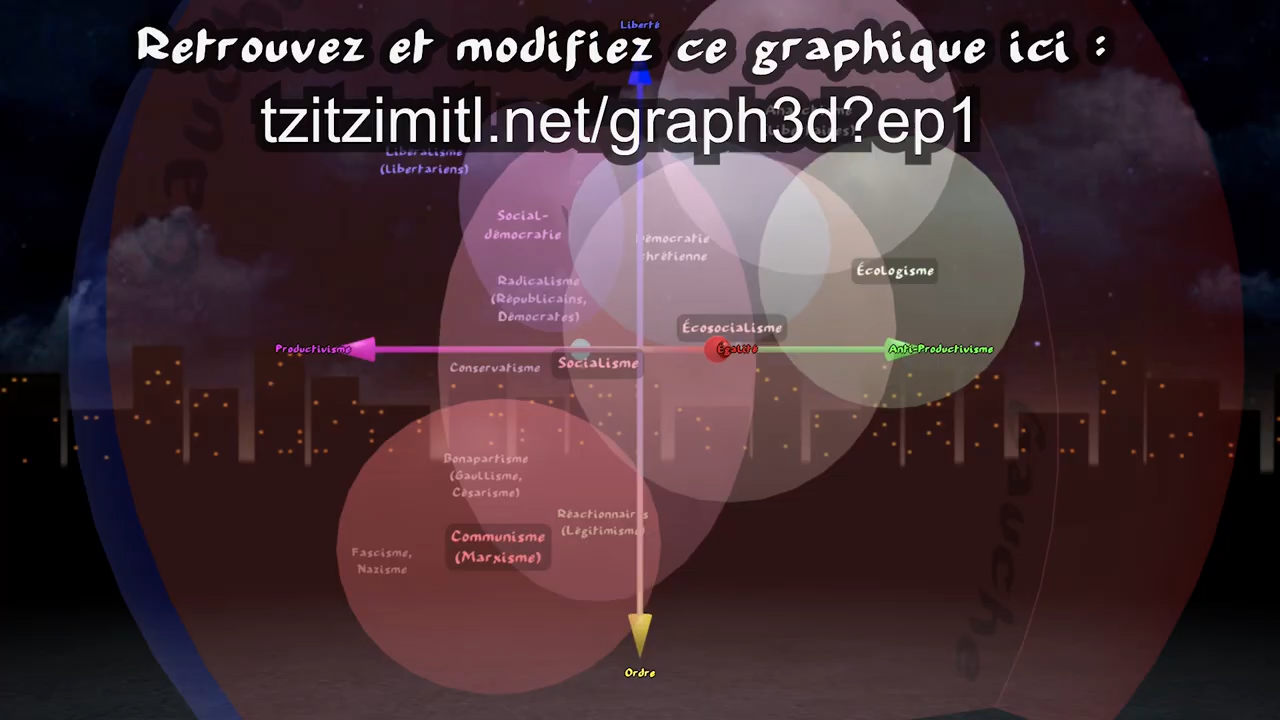 Liberté
Retrouvez et modifiez ce graphique ici :
tzitzimitl.net/graph3d?ep1
Libéralisme
(Libertariens)
Social-
démocratie
Démocratie
chrétienne
Radicalisme
(Républicains,
Démocrates)
Écologisme
Écosocialisme
Productivisme
Égalité
Anti-Productivisme
Conservatisme
Socialisme
Bonapartisme
(Gaullisme,
Césarisme)
Réactionnaires
(Légitimisme)
Communisme
(Marxisme)
Fascisme,
Nazisme
Gauche
Ordre